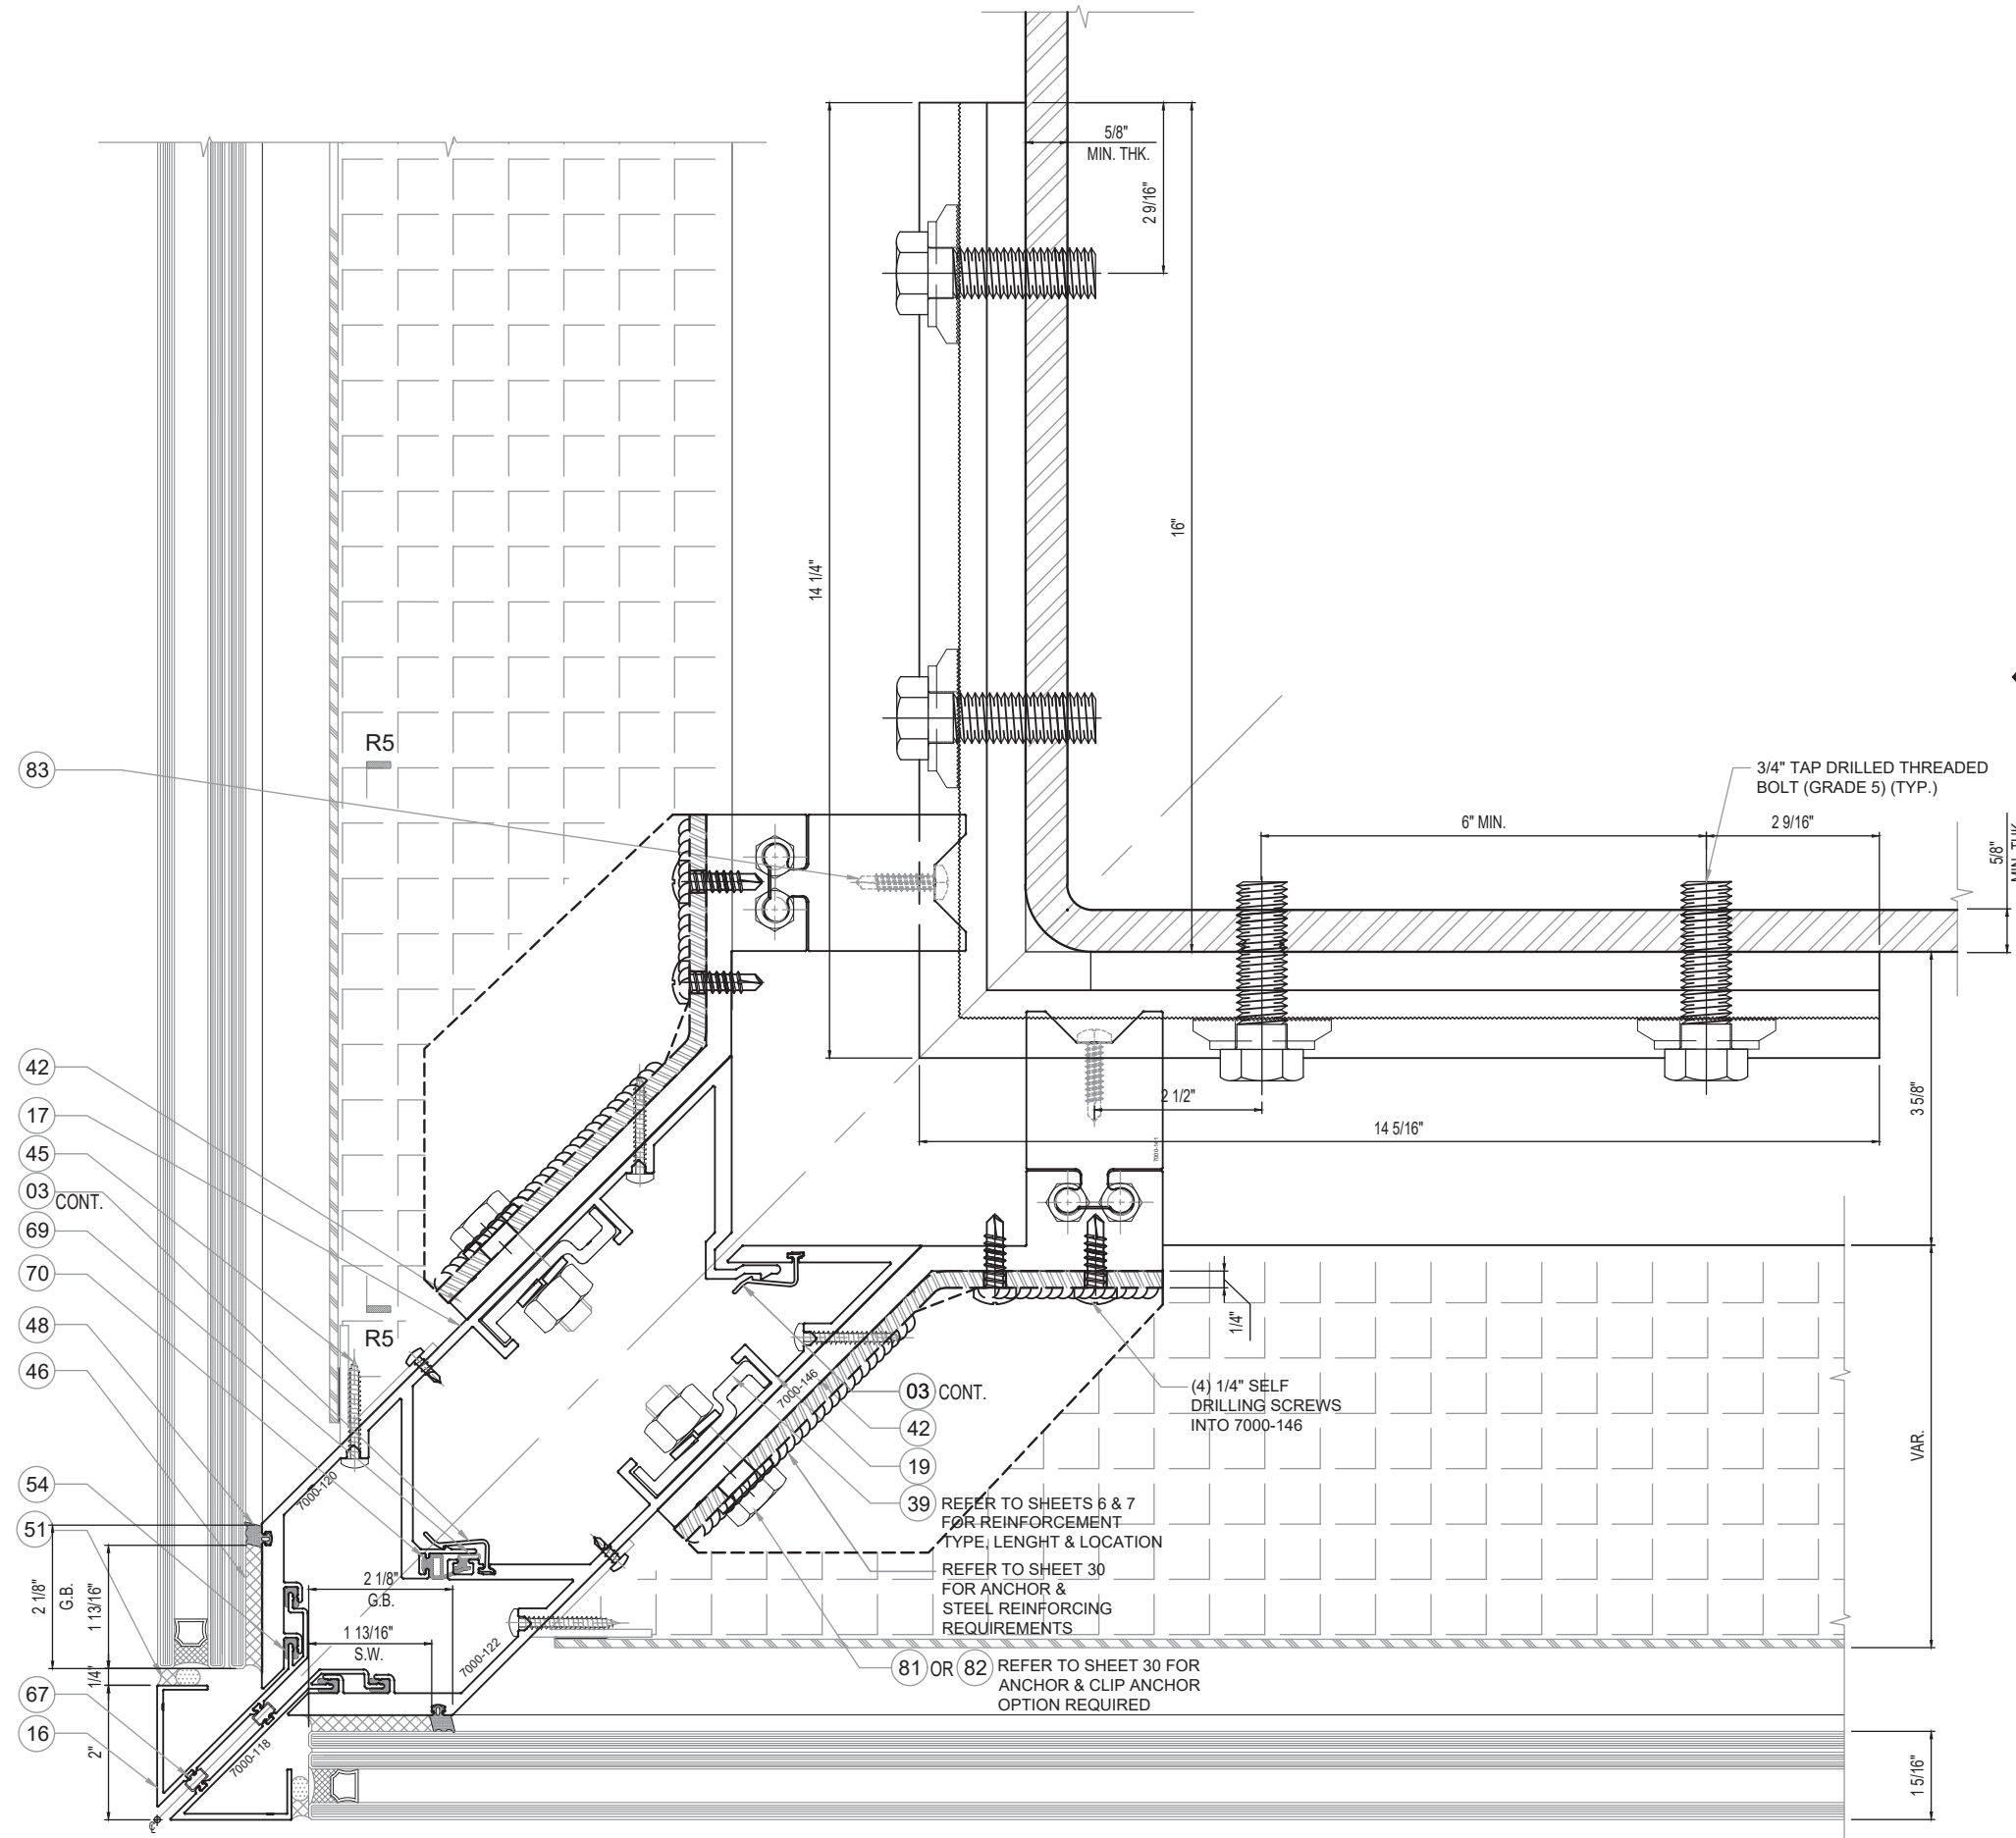 5/8"
MIN. THK.
2 9/16"
16"
14 1/4"
R5
83
3/4" TAP DRILLED THREADED
BOLT (GRADE 5) (TYP.)
6" MIN.
2 9/16"
5/8"
MIN. THK.
42
17
45
03 CONT.
69
70
48
46
54
51
67
16
2 1/2"
14 5/16"
3 5/8"
7000-141
R5
1/4"
VAR.
(4) 1/4" SELF
DRILLING SCREWS
INTO 7000-146
7000-146
7000-120
03 CONT.
42
19
39 REFER TO SHEETS 6 & 7
FOR REINFORCEMENT
TYPE, LENGHT & LOCATION
REFER TO SHEET 30
FOR ANCHOR &
STEEL REINFORCING
REQUIREMENTS
81 OR 82 REFER TO SHEET 30 FOR
ANCHOR & CLIP ANCHOR
OPTION REQUIRED
2 1/8"
G.B.
1 13/16"
1/4"
2"
2 1/8"
G.B.
1 13/16"
S.W.
7000-122
7000-118
1 5/16"